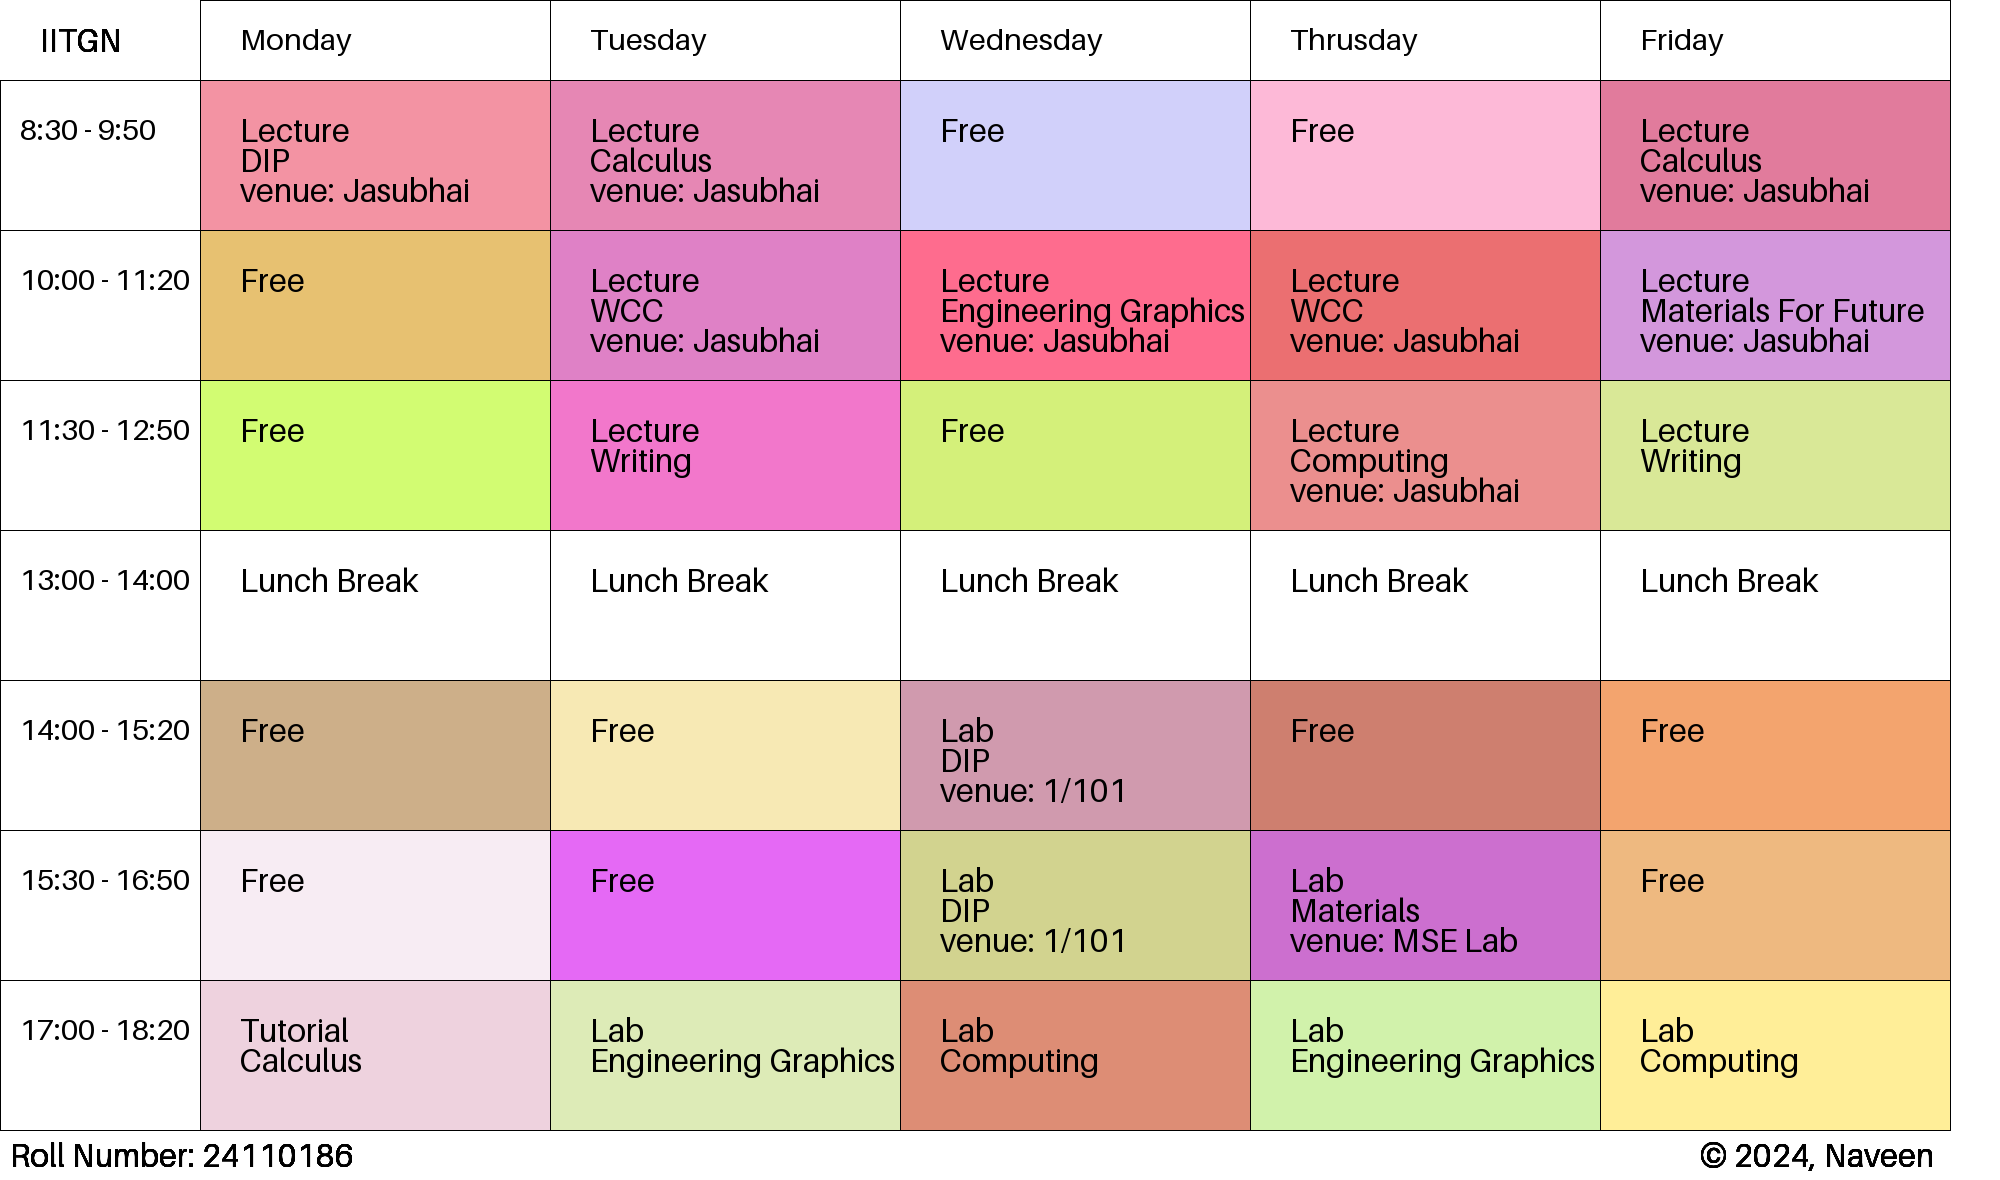 IITGN Monday Tuesday Wednesday Thrusday Friday
8:30 - 9:50
Lecture
DIP
venue: Jasubhai
Lecture
Calculus
venue: Jasubhai
Free
Free
Lecture
Calculus
venue: Jasubhai
10:00 - 11:20
Free
Lecture
WCC
venue: Jasubhai
Lecture
Engineering Graphics
venue: Jasubhai
Lecture
WCC
venue: Jasubhai
Lecture
Materials For Future
venue: Jasubhai
11:30 - 12:50
Free
Lecture
Writing
Free
Lecture
Computing
venue: Jasubhai
Lecture
Writing
13:00 - 14:00
Lunch Break
Lunch Break
Lunch Break
Lunch Break
Lunch Break
14:00 - 15:20
Free
Free
Lab
DIP
venue: 1/101
Free
Free
15:30 - 16:50
Free
Free
Lab
DIP
venue: 1/101
Lab
Materials
venue: MSE Lab
Free
17:00 - 18:20
Tutorial
Calculus
Lab
Engineering Graphics
Lab
Computing
Lab
Engineering Graphics
Lab
Computing
Roll Number: 24110186
© 2024, Naveen